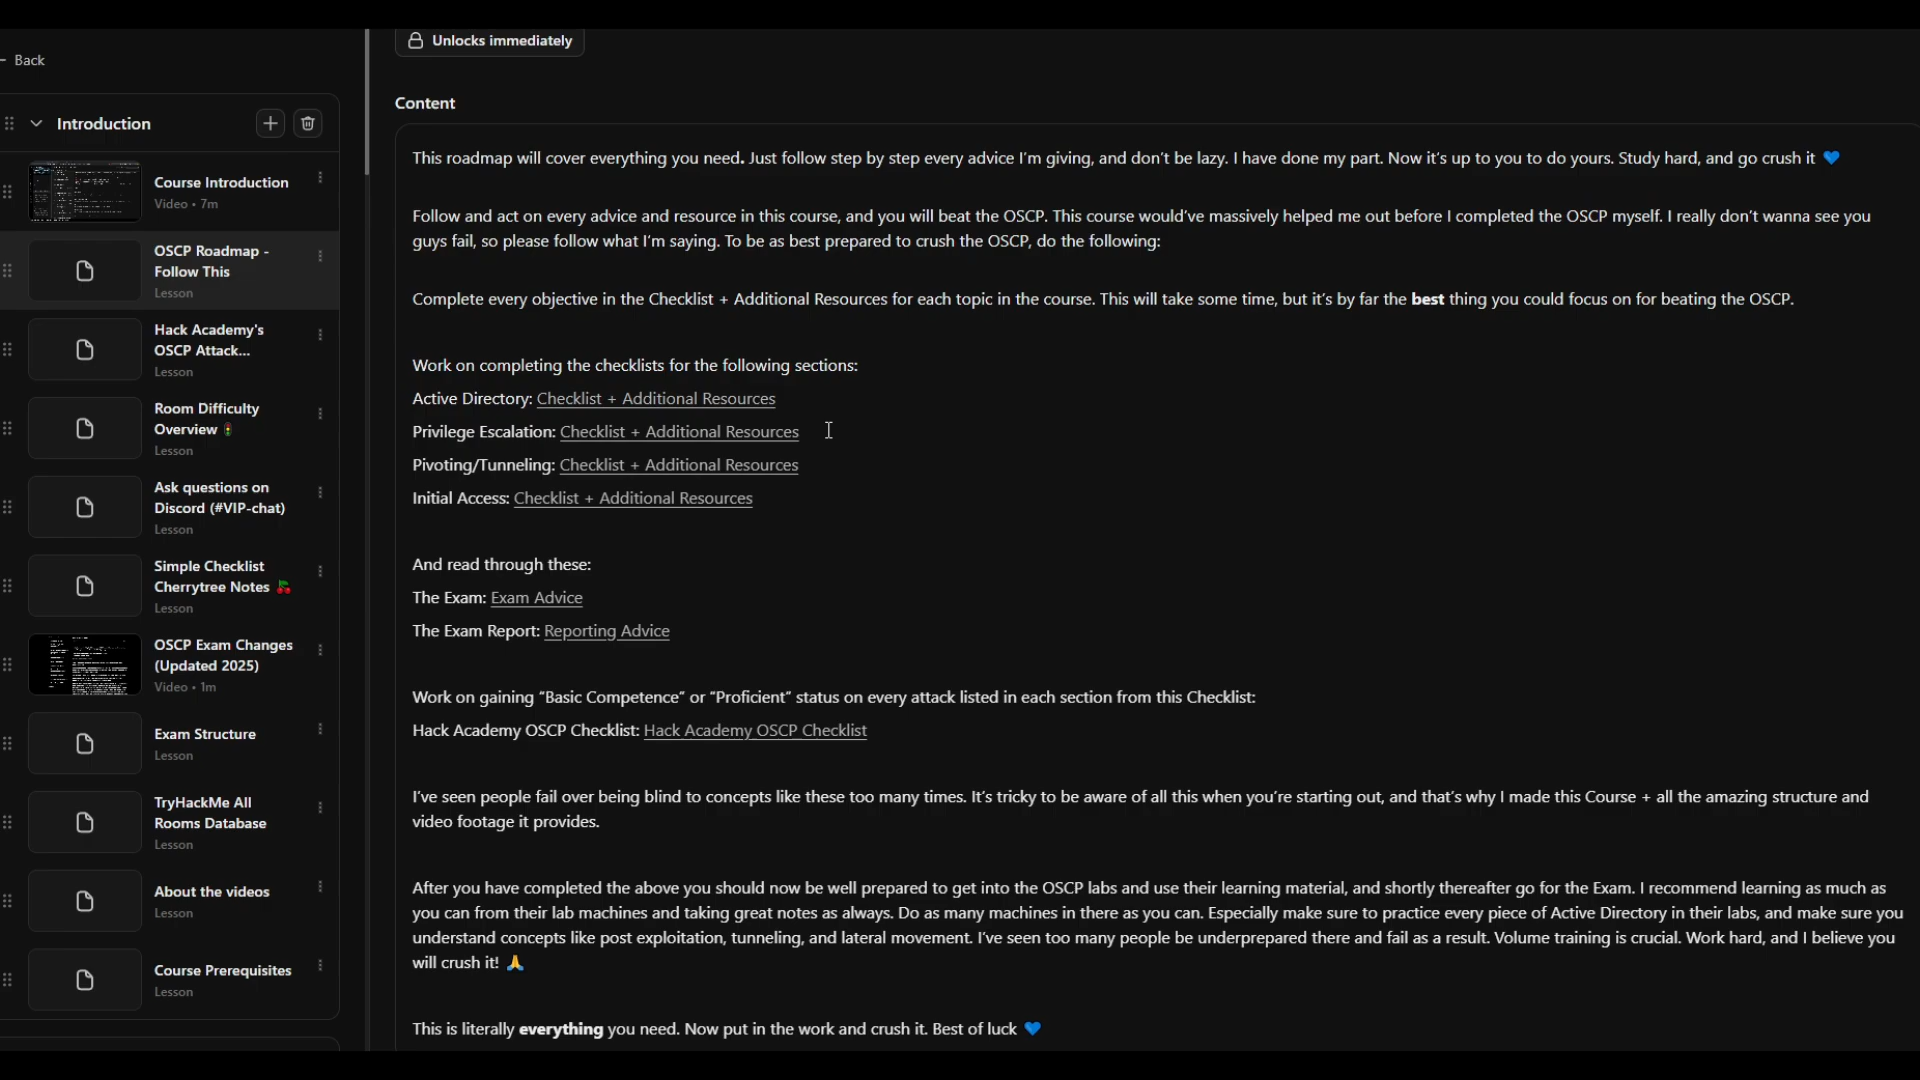 Back
Introduction
Course Introduction
Video • 7m
OSCP Roadmap -
Follow This
Lesson
Hack Academy's
OSCP Attack...
Lesson
Room Difficulty
Overview 🚦
Lesson
Ask questions on
Discord (#VIP-chat)
Lesson
Simple Checklist
Cherrytree Notes 🍒
Lesson
OSCP Exam Changes
(Updated 2025)
Video • 1m
Exam Structure
Lesson
TryHackMe All
Rooms Database
Lesson
About the videos
Lesson
Course Prerequisites
Lesson
Unlocks immediately
Content
This roadmap will cover everything you need. Just follow step by step every advice I'm giving, and don't be lazy. I have done my part. Now it's up to you to do yours. Study hard, and go crush it 💙
Follow and act on every advice and resource in this course, and you will beat the OSCP. This course would've massively helped me out before I completed the OSCP myself. I really don't wanna see you
guys fail, so please follow what I'm saying. To be as best prepared to crush the OSCP, do the following:
Complete every objective in the Checklist + Additional Resources for each topic in the course. This will take some time, but it's by far the best thing you could focus on for beating the OSCP.
Work on completing the checklists for the following sections:
Active Directory: Checklist + Additional Resources
Privilege Escalation: Checklist + Additional Resources
Pivoting/Tunneling: Checklist + Additional Resources
Initial Access: Checklist + Additional Resources
And read through these:
The Exam: Exam Advice
The Exam Report: Reporting Advice
Work on gaining "Basic Competence" or "Proficient" status on every attack listed in each section from this Checklist:
Hack Academy OSCP Checklist: Hack Academy OSCP Checklist
I've seen people fail over being blind to concepts like these too many times. It's tricky to be aware of all this when you're starting out, and that's why I made this Course + all the amazing structure and
video footage it provides.
After you have completed the above you should now be well prepared to get into the OSCP labs and use their learning material, and shortly thereafter go for the Exam. I recommend learning as much as
you can from their lab machines and taking great notes as always. Do as many machines in there as you can. Especially make sure to practice every piece of Active Directory in their labs, and make sure you
understand concepts like post exploitation, tunneling, and lateral movement. I've seen too many people be underprepared there and fail as a result. Volume training is crucial. Work hard, and I believe you
will crush it! 🙏
This is literally everything you need. Now put in the work and crush it. Best of luck 💙